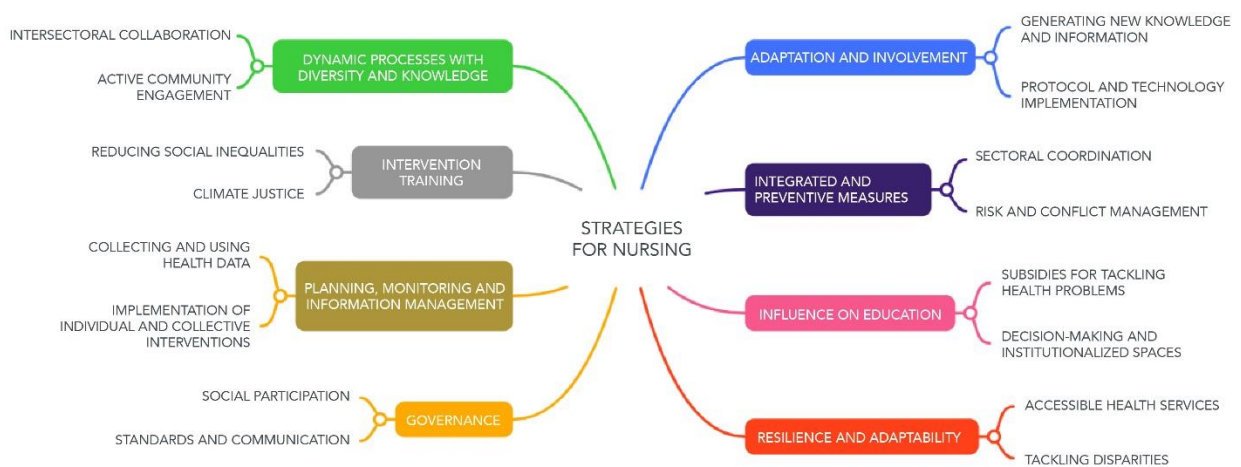 STRATEGIES
FOR NURSING
DYNAMIC PROCESSES WITH
DIVERSITY AND KNOWLEDGE
INTERSECTORAL COLLABORATION
ACTIVE COMMUNITY
ENGAGEMENT
INTERVENTION
TRAINING
REDUCING SOCIAL INEQUALITIES
CLIMATE JUSTICE
PLANNING, MONITORING AND
INFORMATION MANAGEMENT
COLLECTING AND USING
HEALTH DATA
IMPLEMENTATION OF
INDIVIDUAL AND COLLECTIVE
INTERVENTIONS
GOVERNANCE
SOCIAL PARTICIPATION
STANDARDS AND COMMUNICATION
ADAPTATION AND INVOLVEMENT
GENERATING NEW KNOWLEDGE
AND INFORMATION
PROTOCOL AND TECHNOLOGY
IMPLEMENTATION
INTEGRATED AND
PREVENTIVE MEASURES
SECTORAL COORDINATION
RISK AND CONFLICT MANAGEMENT
INFLUENCE ON EDUCATION
SUBSIDIES FOR TACKLING
HEALTH PROBLEMS
DECISION-MAKING AND
INSTITUTIONALIZED SPACES
RESILIENCE AND ADAPTABILITY
ACCESSIBLE HEALTH SERVICES
TACKLING DISPARITIES